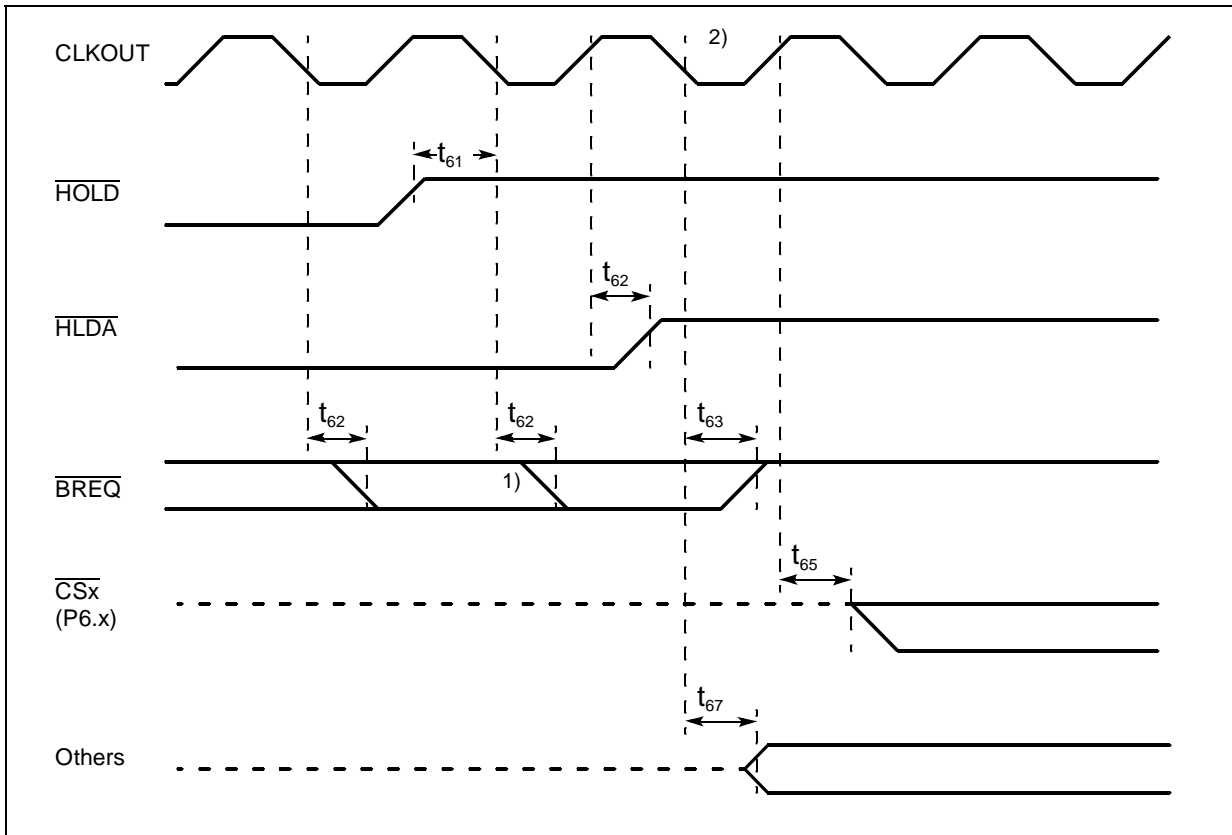 CLKOUT
2)
t61
HOLD
t62
HLDA
t62
t62
t63
BREQ
1)
t65
CSx
(P6.x)
t67
Others